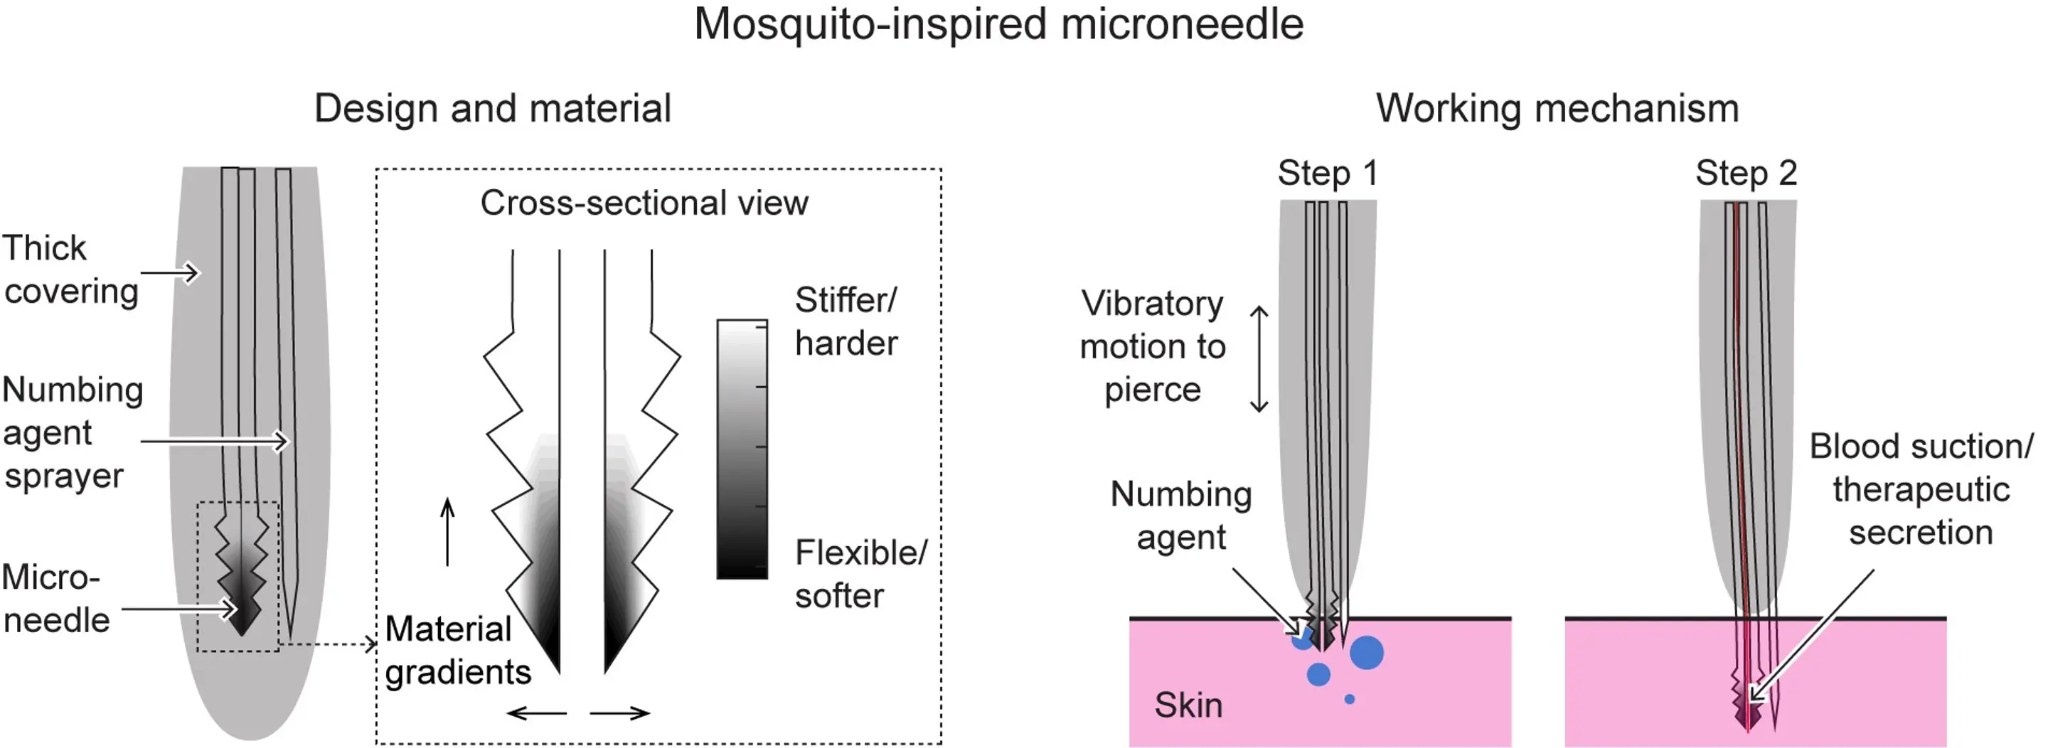 Mosquito-inspired microneedle
Design and material
Thick
covering
Numbing
agent
sprayer
Micro-
needle
Cross-sectional view
Stiffer/
harder
Flexible/
softer
Material
gradients
Working mechanism
Step 1
Vibratory
motion to
pierce
Numbing
agent
Skin
Step 2
Blood suction/
therapeutic
secretion